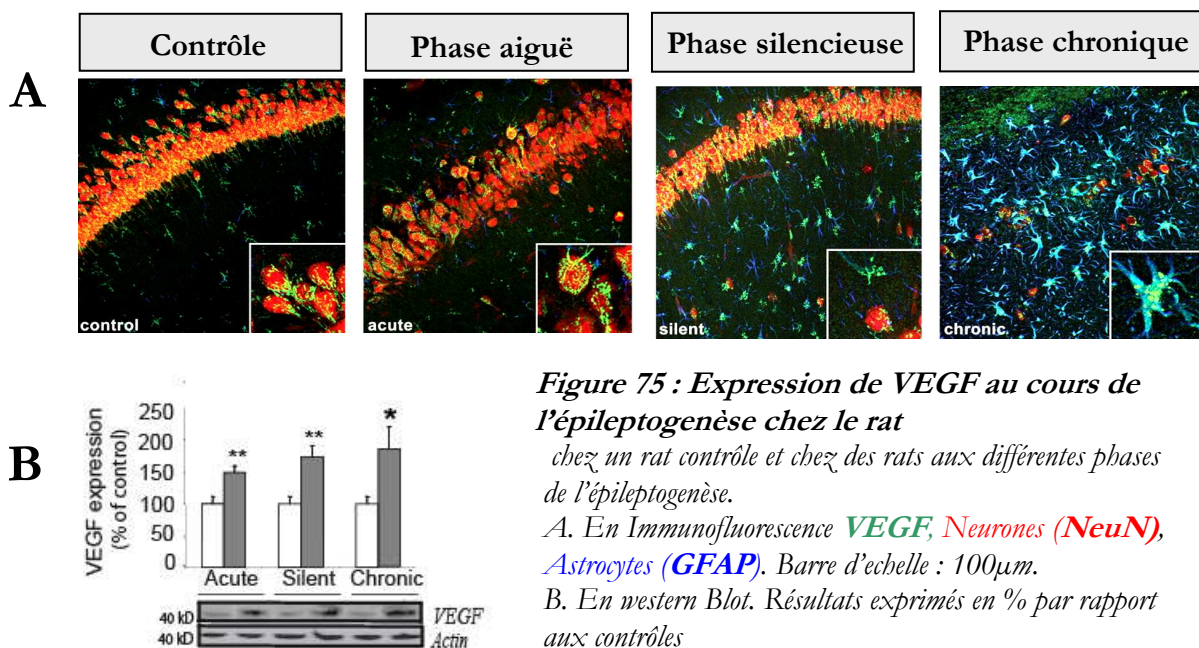 Contrôle
Phase aiguë
Phase silencieuse
Phase chronique
A
control
acute
silent
chronic
B
VEGF expression
(% of control)
250
200
150
100
50
0
**
**
*
Acute
Silent
Chronic
40 kD
VEGF
40 kD
Actin
Figure 75 : Expression de VEGF au cours de
l'épileptogenèse chez le rat
chez un rat contrôle et chez des rats aux différentes phases
de l'épileptogenèse.
A. En Immunofluorescence VEGF, Neurones (NeuN),
Astrocytes (GFAP). Barre d'echelle : 100µm.
B. En western Blot. Résultats exprimés en % par rapport
aux contrôles